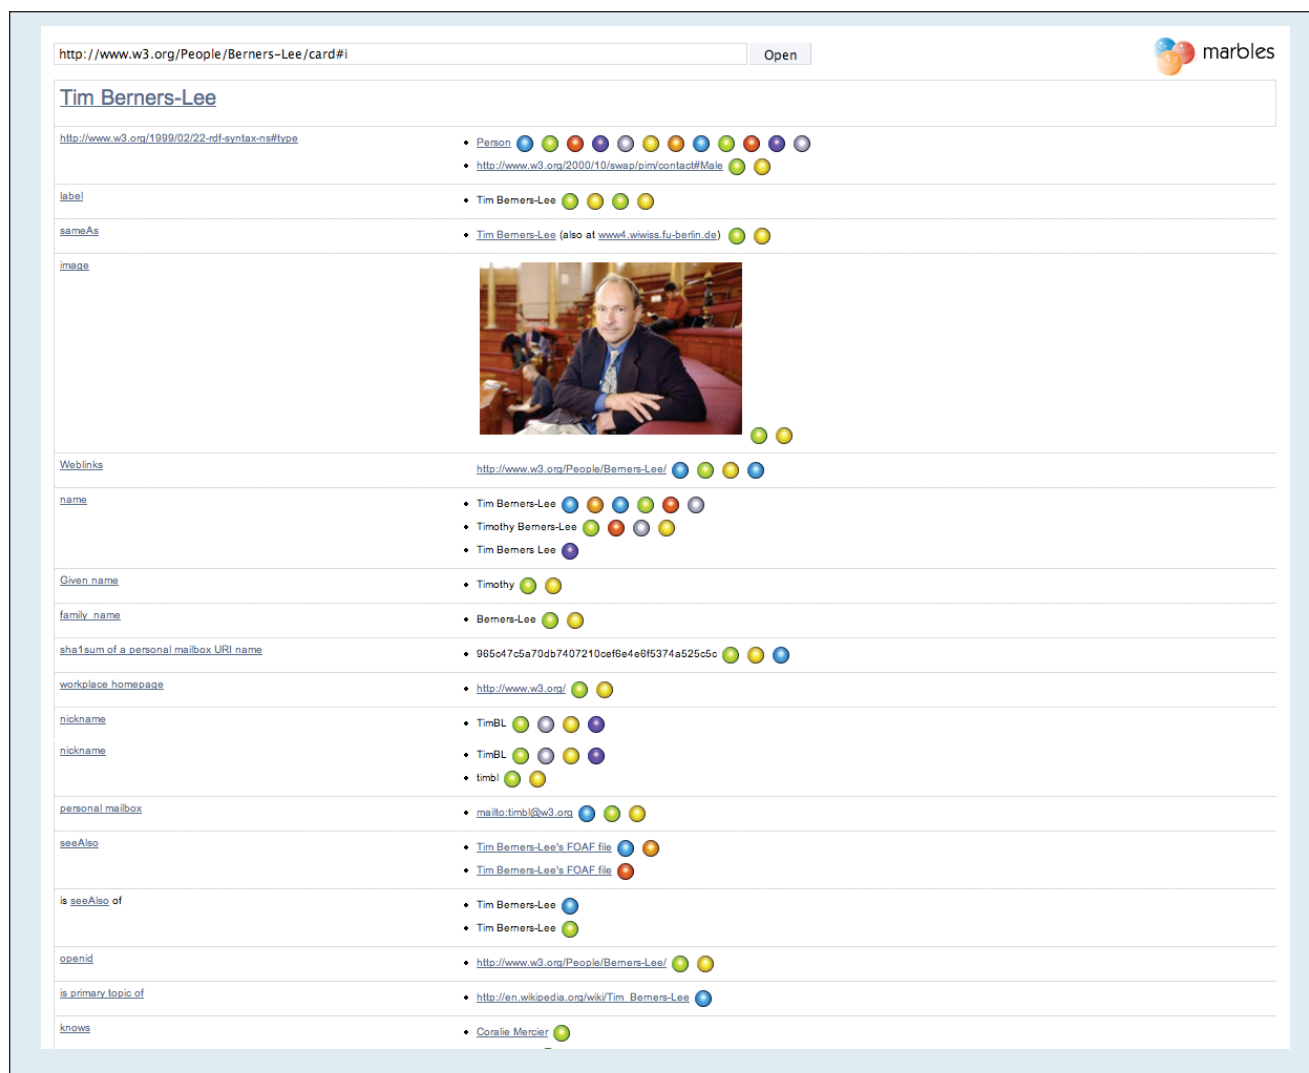 http://www.w3.org/People/Berners-Lee/card#i
Open
marbles
Tim Berners-Lee
http://www.w3.org/1999/02/22-rdf-syntax-ns#type
Person
http://www.w3.org/2000/10/swap/pim/contact#Male
label
Tim Berners-Lee
sameAs
Tim Berners-Lee (also at www4.wiwiss.fu-berlin.de)
image
Weblinks
http://www.w3.org/People/Berners-Lee/
name
Tim Berners-Lee
Timothy Berners-Lee
Tim Berners Lee
Given name
Timothy
family_name
Berners-Lee
sha1sum of a personal mailbox URI name
965c47c5a70db7407210cef6e4e6f5374a525c5c
workplace homepage
http://www.w3.org/
nickname
TimBL
nickname
TimBL
timbl
personal mailbox
mailto:timbl@w3.org
seeAlso
Tim Berners-Lee's FOAF file
Tim Berners-Lee's FOAF file
is seeAlso of
Tim Berners-Lee
Tim Berners-Lee
openid
http://www.w3.org/People/Berners-Lee/
is primary topic of
http://en.wikipedia.org/wiki/Tim_Berners-Lee
knows
Coralie Mercier